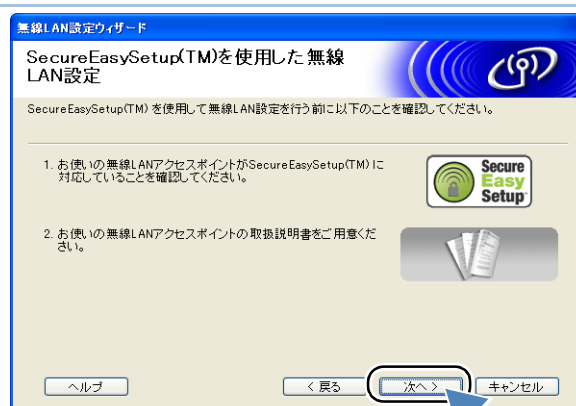 無線LAN設定ウィザード
SecureEasySetup(TM)を使用した無線
LAN設定
SecureEasySetup(TM) を使用して無線LAN設定を行う前に以下のことを確認してください。
1. お使いの無線LANアクセスポイントがSecureEasySetup(TM)に
対応していることを確認してください。
Secure
Easy
Setup
2. お使いの無線LANアクセスポイントの取扱説明書をご用意くだ
さい。
ヘルプ
< 戻る
次へ >
キャンセル